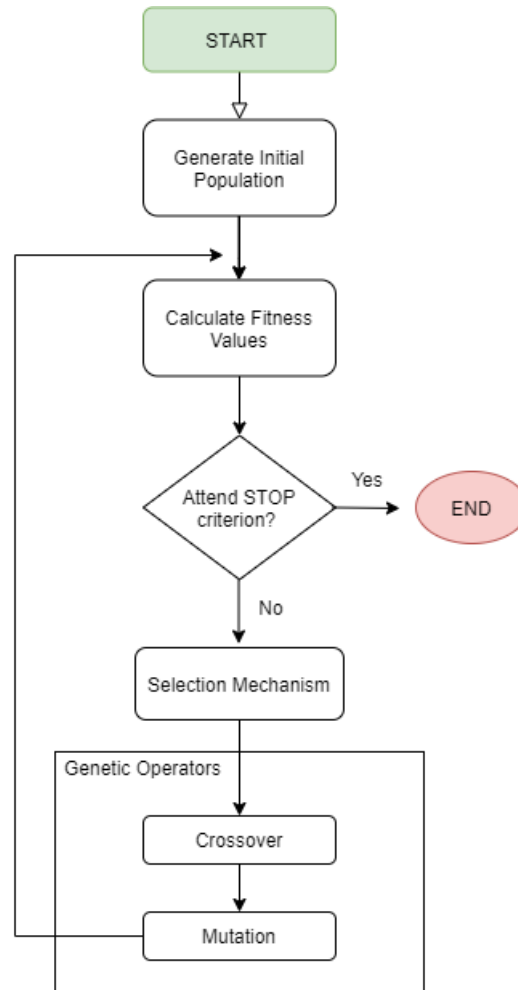 START
Generate Initial
Population
Calculate Fitness
Values
Attend STOP
criterion?
Yes
END
No
Selection Mechanism
Genetic Operators
Crossover
Mutation